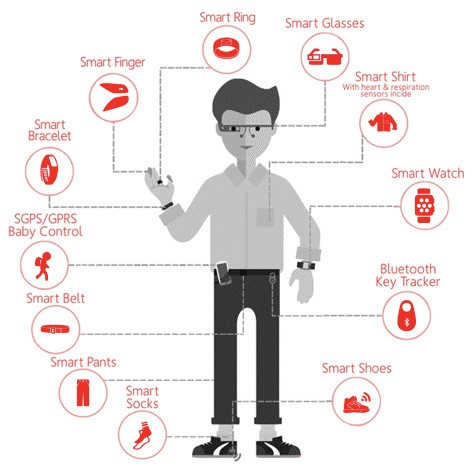 Smart Ring
Smart Glasses
Smart Finger
Smart Shirt
With heart & respiration
sensors incide
Smart
Bracelet
Smart Watch
SGPS/GPRS
Baby Control
Bluetooth
Key Tracker
Smart Belt
Smart Pants
Smart Shoes
Smart
Socks